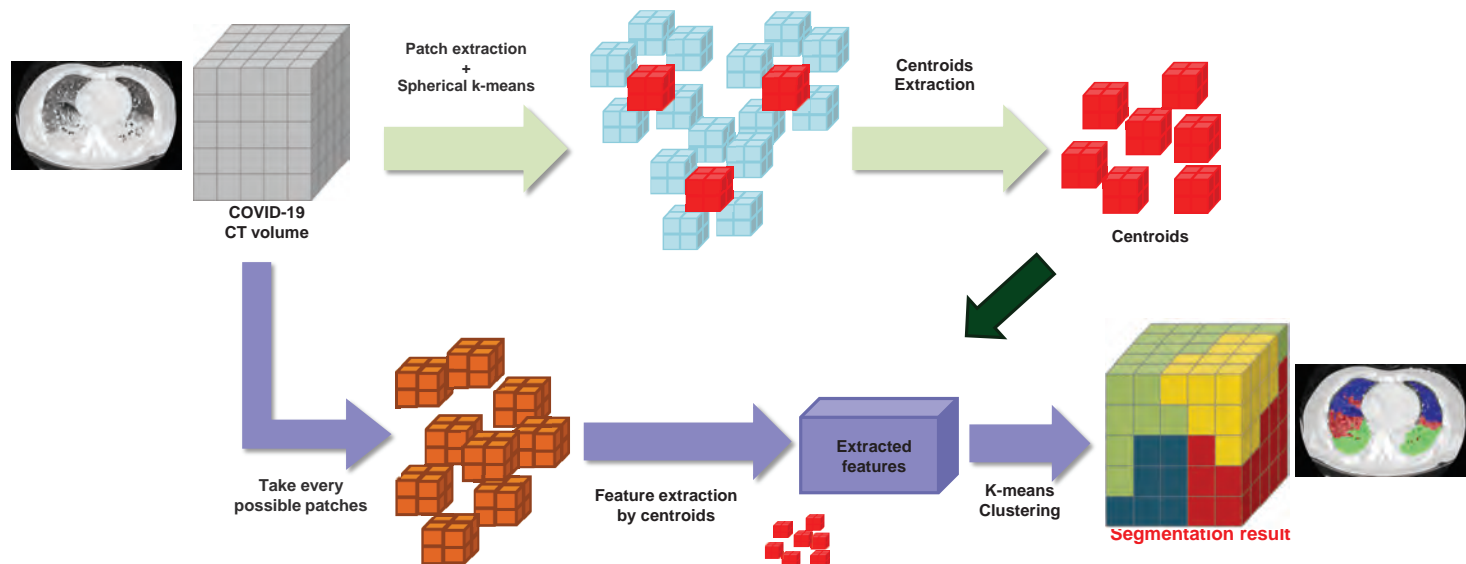 Patch extraction
+
Spherical k-means
Centroids
Extraction
COVID-19
CT volume
Centroids
Take every
possible patches
Feature extraction
by centroids
Extracted
features
K-means
Clustering
Segmentation result